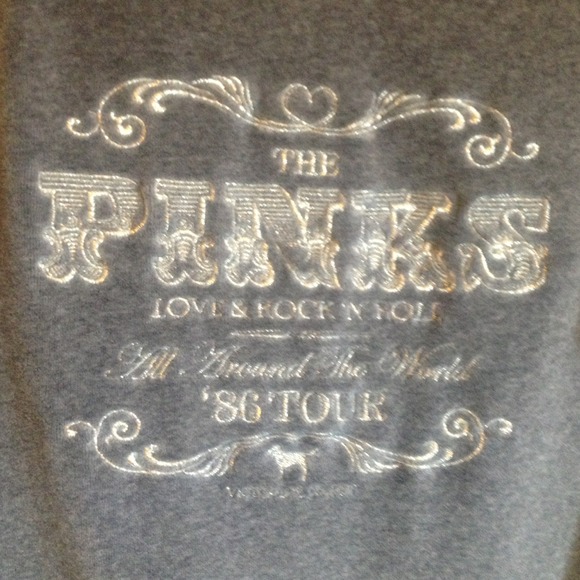 THE
PINKS
LOVE & ROCK N ROLL
All Around The World
'86 TOUR